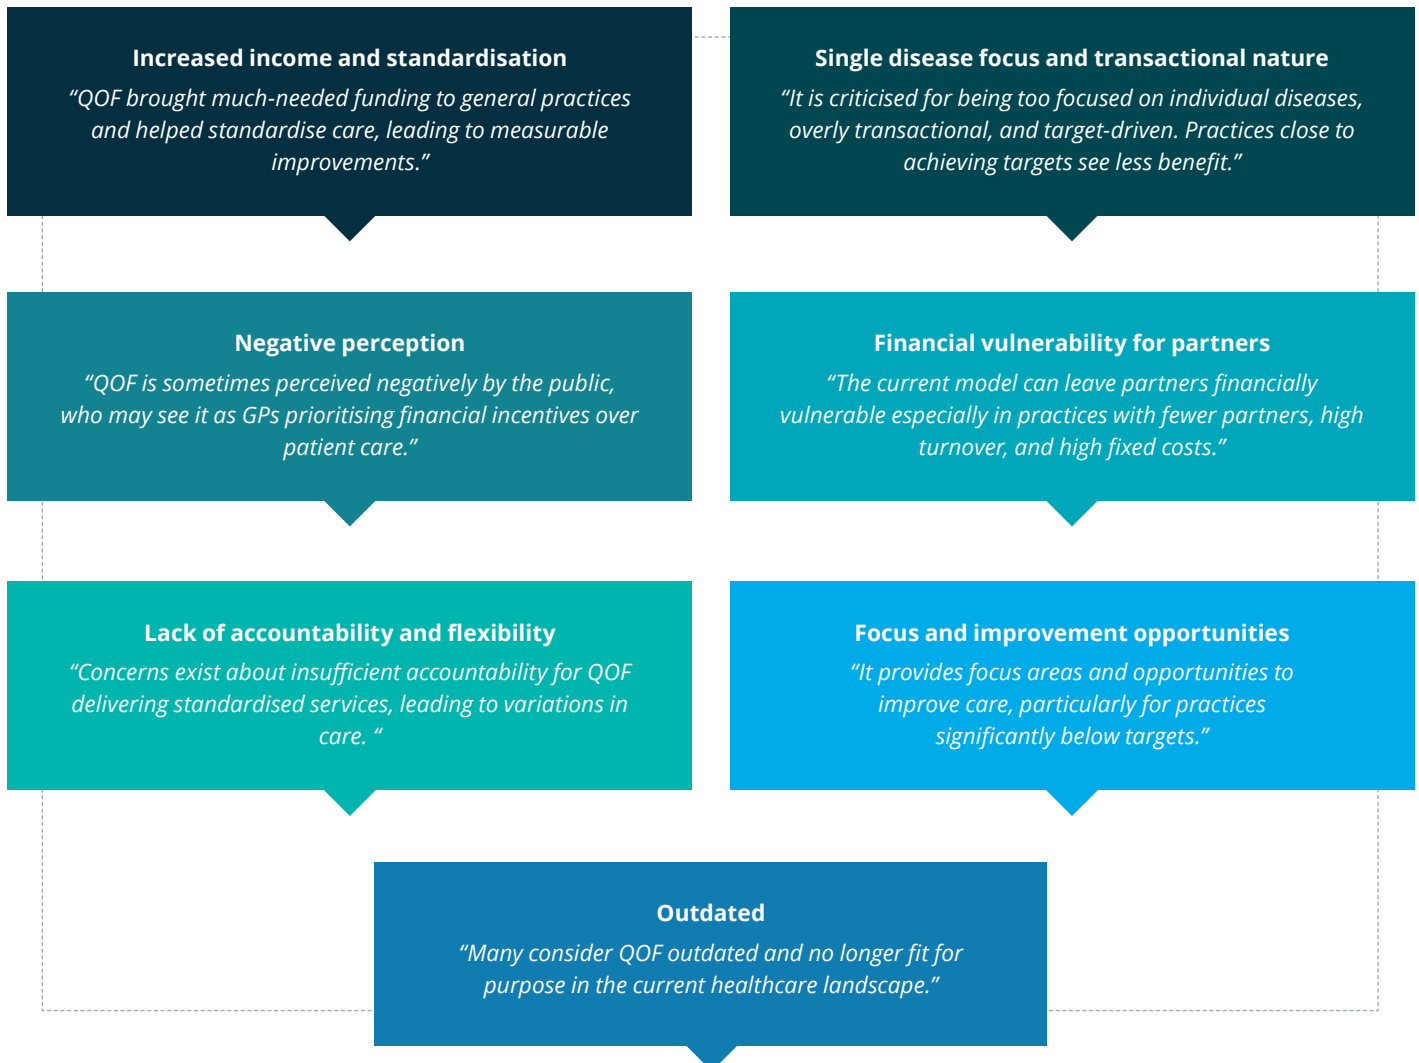 Increased income and standardisation
“QOF brought much-needed funding to general practices
and helped standardise care, leading to measurable
improvements.”
Single disease focus and transactional nature
“It is criticised for being too focused on individual diseases,
overly transactional, and target-driven. Practices close to
achieving targets see less benefit.”
Negative perception
“QOF is sometimes perceived negatively by the public,
who may see it as GPs prioritising financial incentives over
patient care.”
Financial vulnerability for partners
“The current model can leave partners financially
vulnerable especially in practices with fewer partners, high
turnover, and high fixed costs.”
Lack of accountability and flexibility
“Concerns exist about insufficient accountability for QOF
delivering standardised services, leading to variations in
care. “
Focus and improvement opportunities
“It provides focus areas and opportunities to
improve care, particularly for practices
significantly below targets.”
Outdated
“Many consider QOF outdated and no longer fit for
purpose in the current healthcare landscape.”